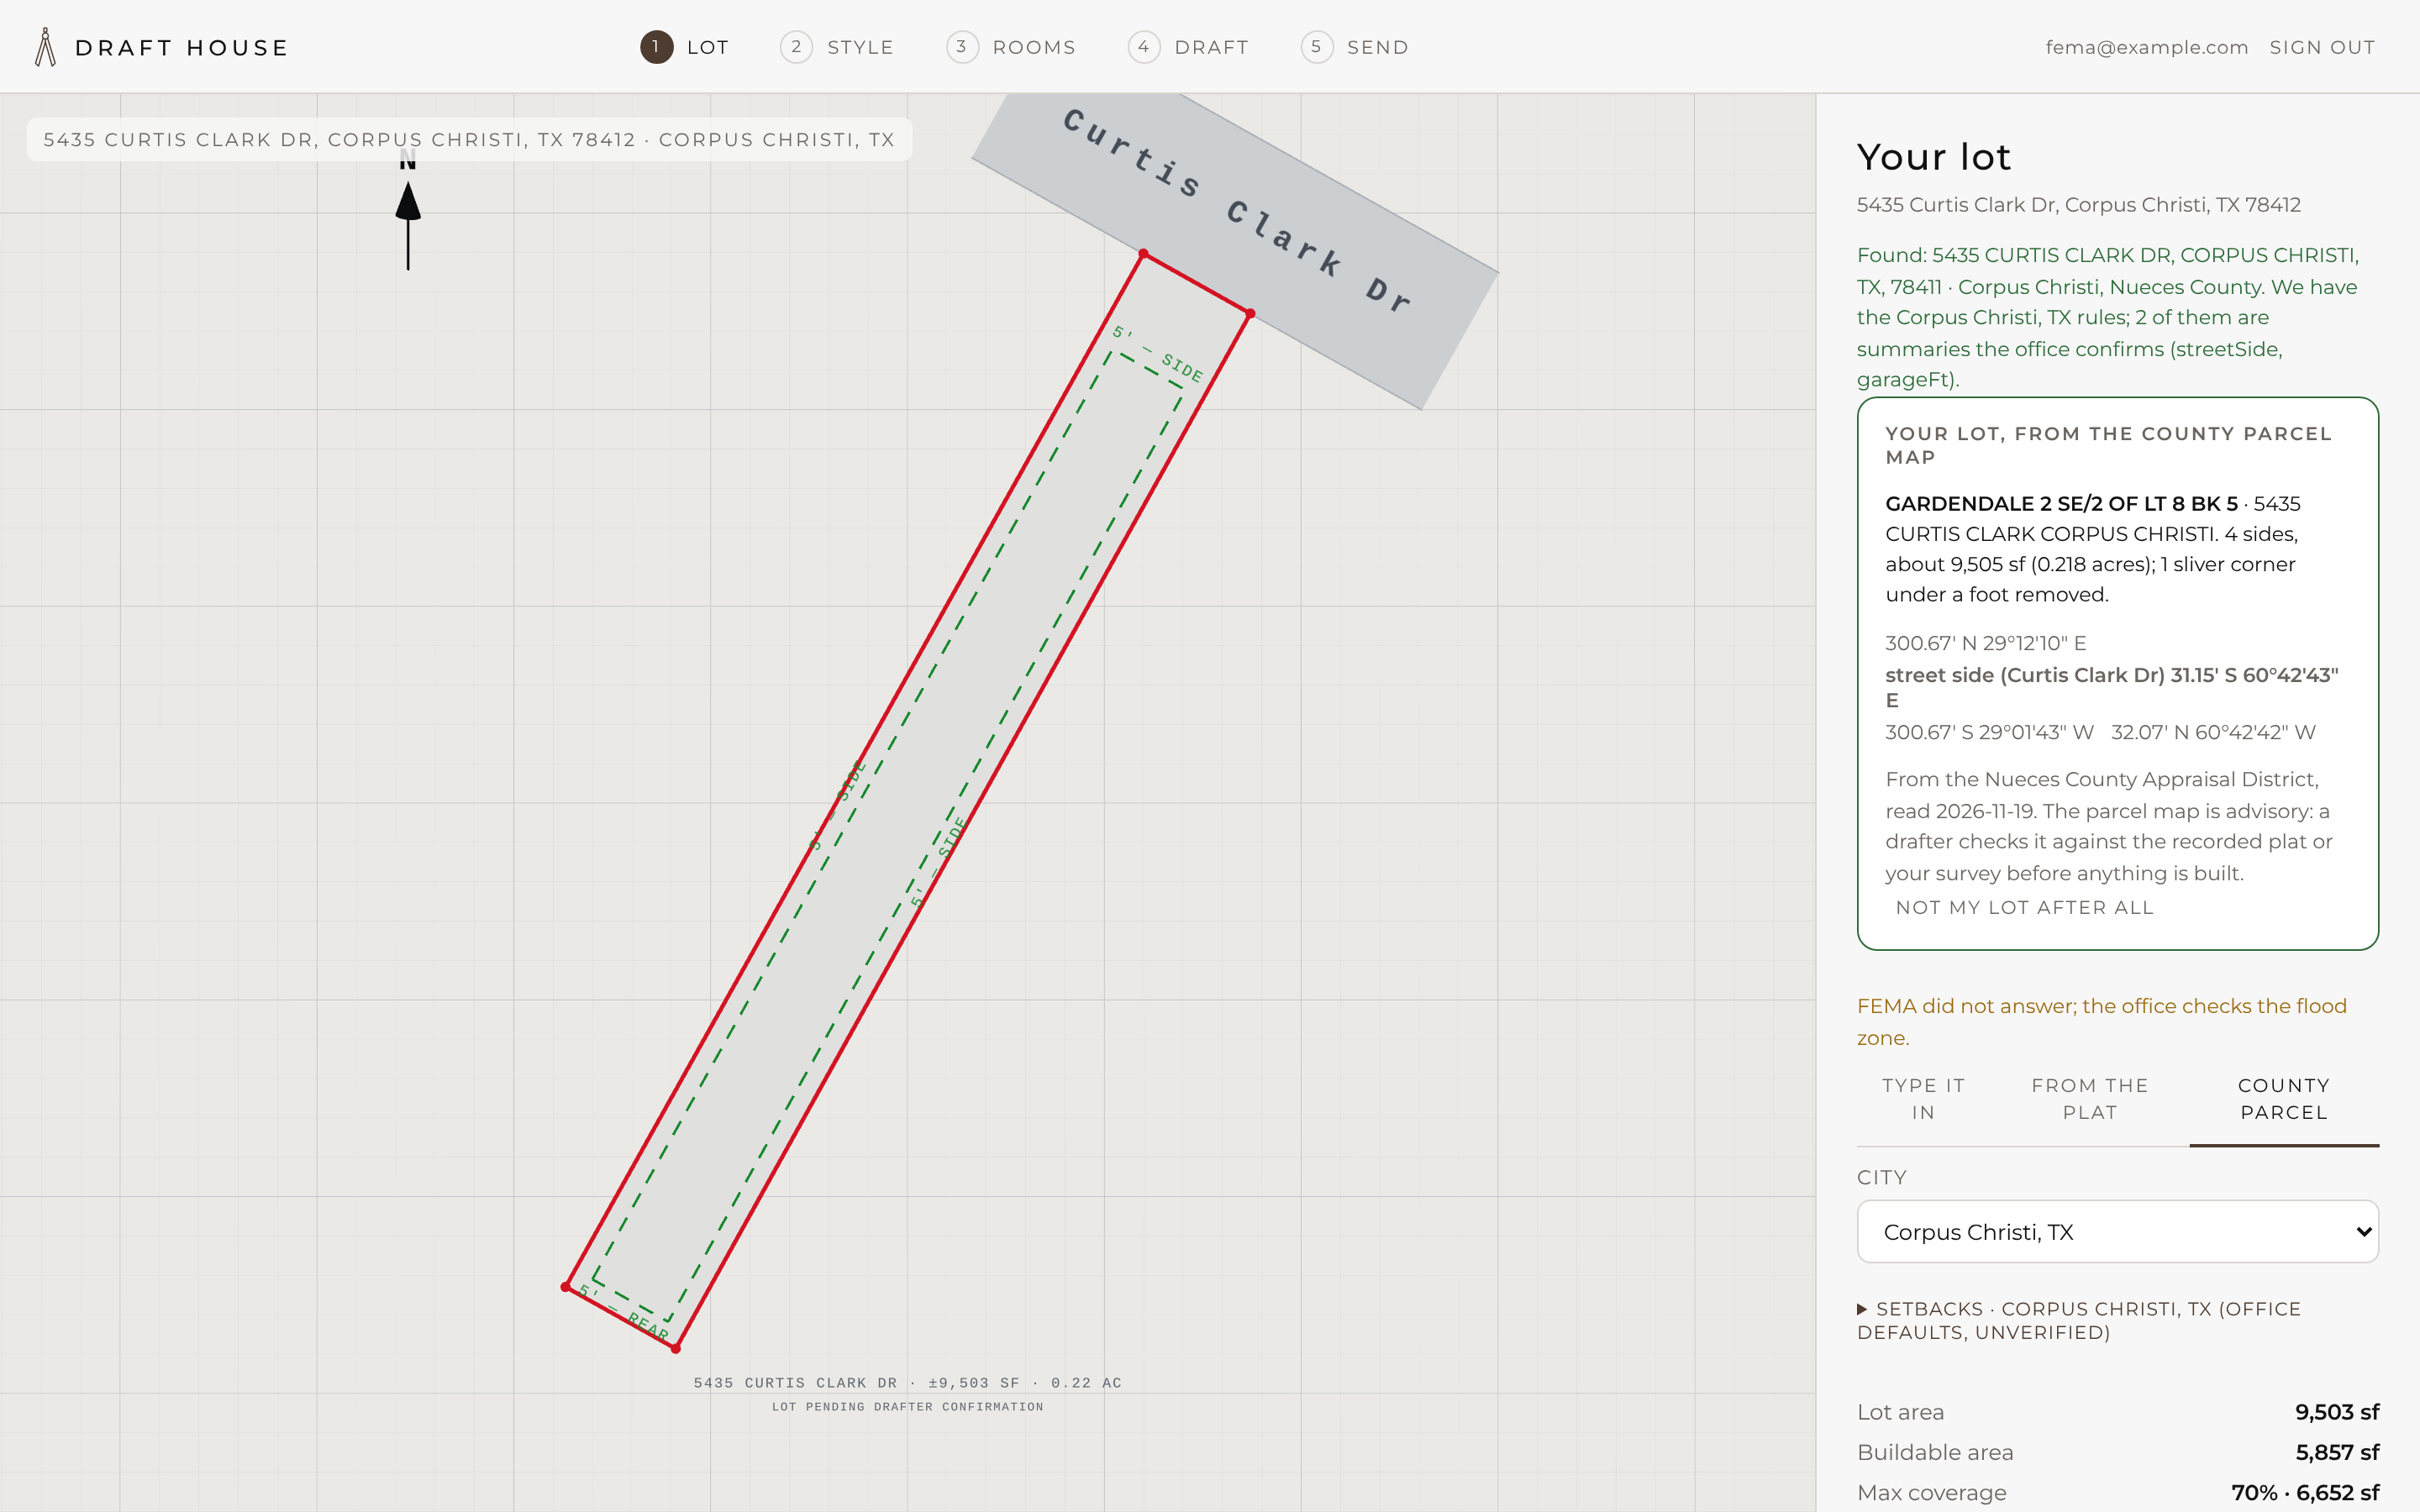 DRAFT HOUSE
1 LOT
2 STYLE
3 ROOMS
4 DRAFT
5 SEND
fema@example.com SIGN OUT
5435 CURTIS CLARK DR, CORPUS CHRISTI, TX 78412 · CORPUS CHRISTI, TX
N
Curtis Clark Dr
5' — SIDE
5' — SIDE
5' — SIDE
5' — REAR
5435 CURTIS CLARK DR · ±9,503 SF · 0.22 AC
LOT PENDING DRAFTER CONFIRMATION
Your lot
5435 Curtis Clark Dr, Corpus Christi, TX 78412
Found: 5435 CURTIS CLARK DR, CORPUS CHRISTI,
TX, 78411 · Corpus Christi, Nueces County. We have
the Corpus Christi, TX rules; 2 of them are
summaries the office confirms (streetSide,
garageFt).
YOUR LOT, FROM THE COUNTY PARCEL
MAP
GARDENDALE 2 SE/2 OF LT 8 BK 5 · 5435
CURTIS CLARK CORPUS CHRISTI. 4 sides,
about 9,505 sf (0.218 acres); 1 sliver corner
under a foot removed.
300.67' N 29°12'10" E
street side (Curtis Clark Dr) 31.15' S 60°42'43"
E
300.67' S 29°01'43" W 32.07' N 60°42'42" W
From the Nueces County Appraisal District,
read 2026-11-19. The parcel map is advisory: a
drafter checks it against the recorded plat or
your survey before anything is built.
NOT MY LOT AFTER ALL
FEMA did not answer; the office checks the flood
zone.
TYPE IT
IN
FROM THE
PLAT
COUNTY
PARCEL
CITY
Corpus Christi, TX
SETBACKS · CORPUS CHRISTI, TX (OFFICE
DEFAULTS, UNVERIFIED)
Lot area 9,503 sf
Buildable area 5,857 sf
Max coverage 70% · 6,652 sf